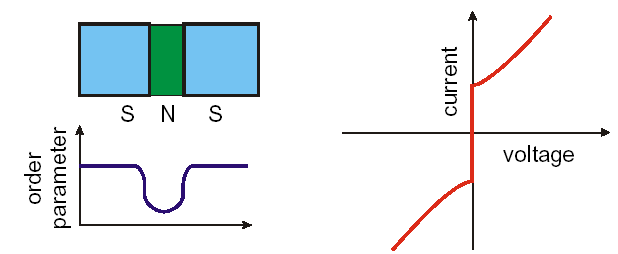 S N S
order
parameter
current
voltage